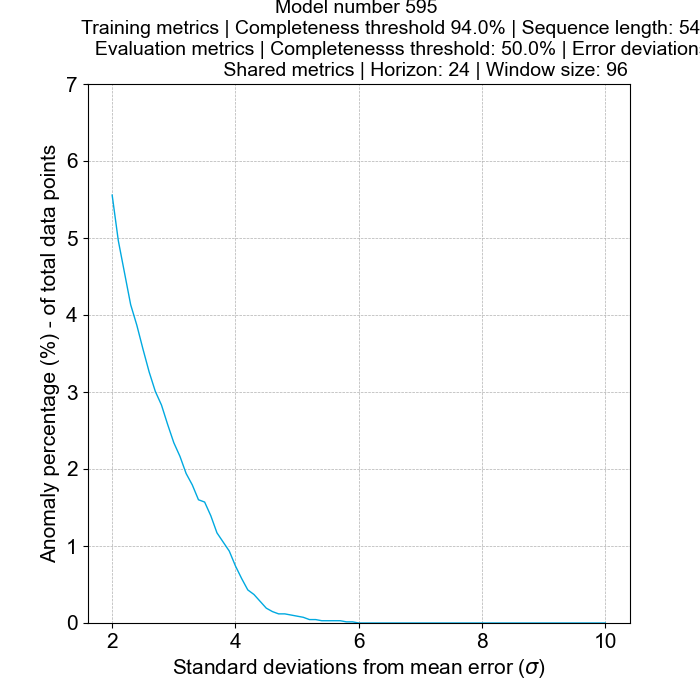 Model number 595
Training metrics | Completeness threshold 94.0% | Sequence length: 54
Evaluation metrics | Completenesss threshold: 50.0% | Error deviation
Shared metrics | Horizon: 24 | Window size: 96
7
6
5
4
3
2
1
0
Anomaly percentage (%) - of total data points
2 4 6 8 10
Standard deviations from mean error (σ)